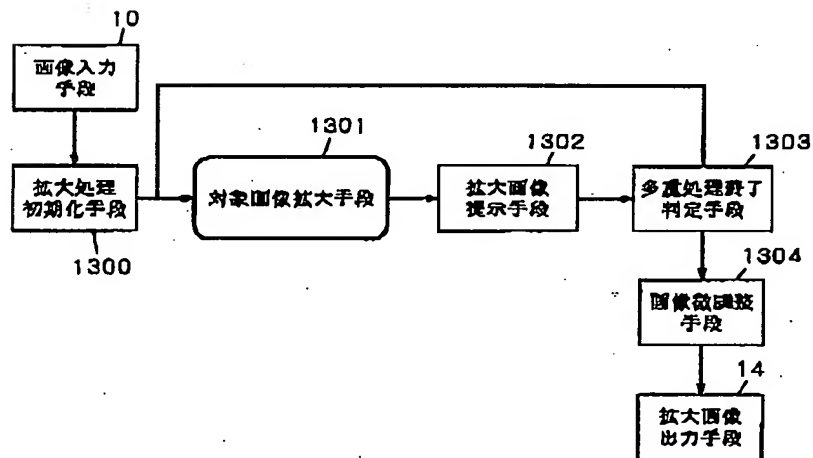 10
画像入力
手段
拡大処理
初期化手段
1300
1301
対象画像拡大手段
1302
拡大画像
提示手段
1303
多重処理終了
判定手段
1304
画像微調整
手段
14
拡大画像
出力手段